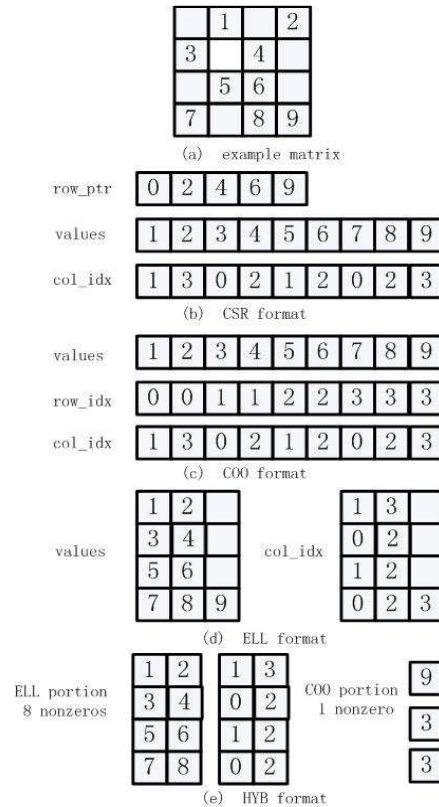 1 2
3 4
5 6
7 8 9
(a) example matrix
row_ptr 0 2 4 6 9
values 1 2 3 4 5 6 7 8 9
col_idx 1 3 0 2 1 2 0 2 3
(b) CSR format
values 1 2 3 4 5 6 7 8 9
row_idx 0 0 1 1 2 2 3 3 3
col_idx 1 3 0 2 1 2 0 2 3
(c) COO format
1 2 1 3
values 3 4 col_idx 0 2
5 6 1 2
7 8 9 0 2 3
(d) ELL format
1 2 1 3 9
ELL portion 3 4 0 2 COO portion
8 nonzeros 5 6 1 2 1 nonzero 3
7 8 0 2 3
(e) HYB format